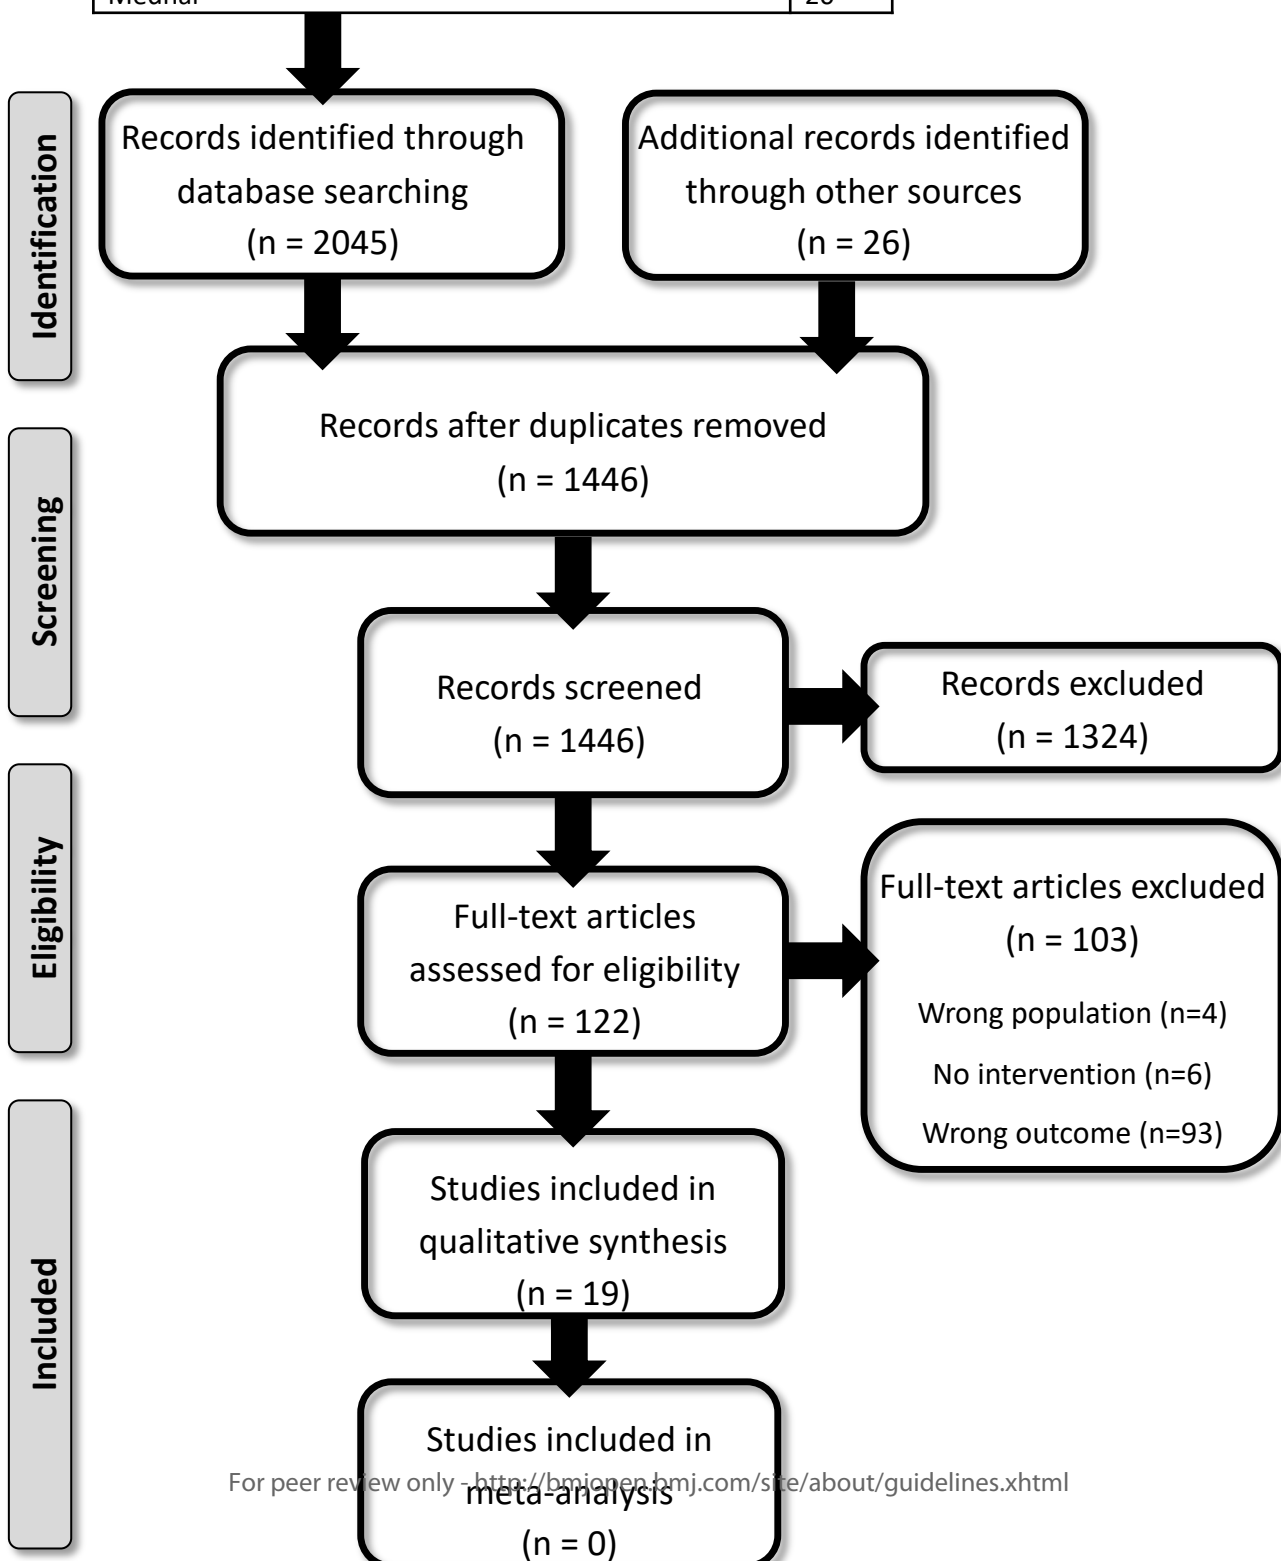 Identification
Records identified through
database searching
(n = 2045)
Additional records identified
through other sources
(n = 26)
Records after duplicates removed
(n = 1446)
Screening
Records screened
(n = 1446)
Records excluded
(n = 1324)
Eligibility
Full-text articles
assessed for eligibility
(n = 122)
Full-text articles excluded
(n = 103)
Wrong population (n=4)
No intervention (n=6)
Wrong outcome (n=93)
Included
Studies included in
qualitative synthesis
(n = 19)
Studies included in
meta-analysis
(n = 0)
For peer review only - http://bmjopen.bmj.com/site/about/guidelines.xhtml